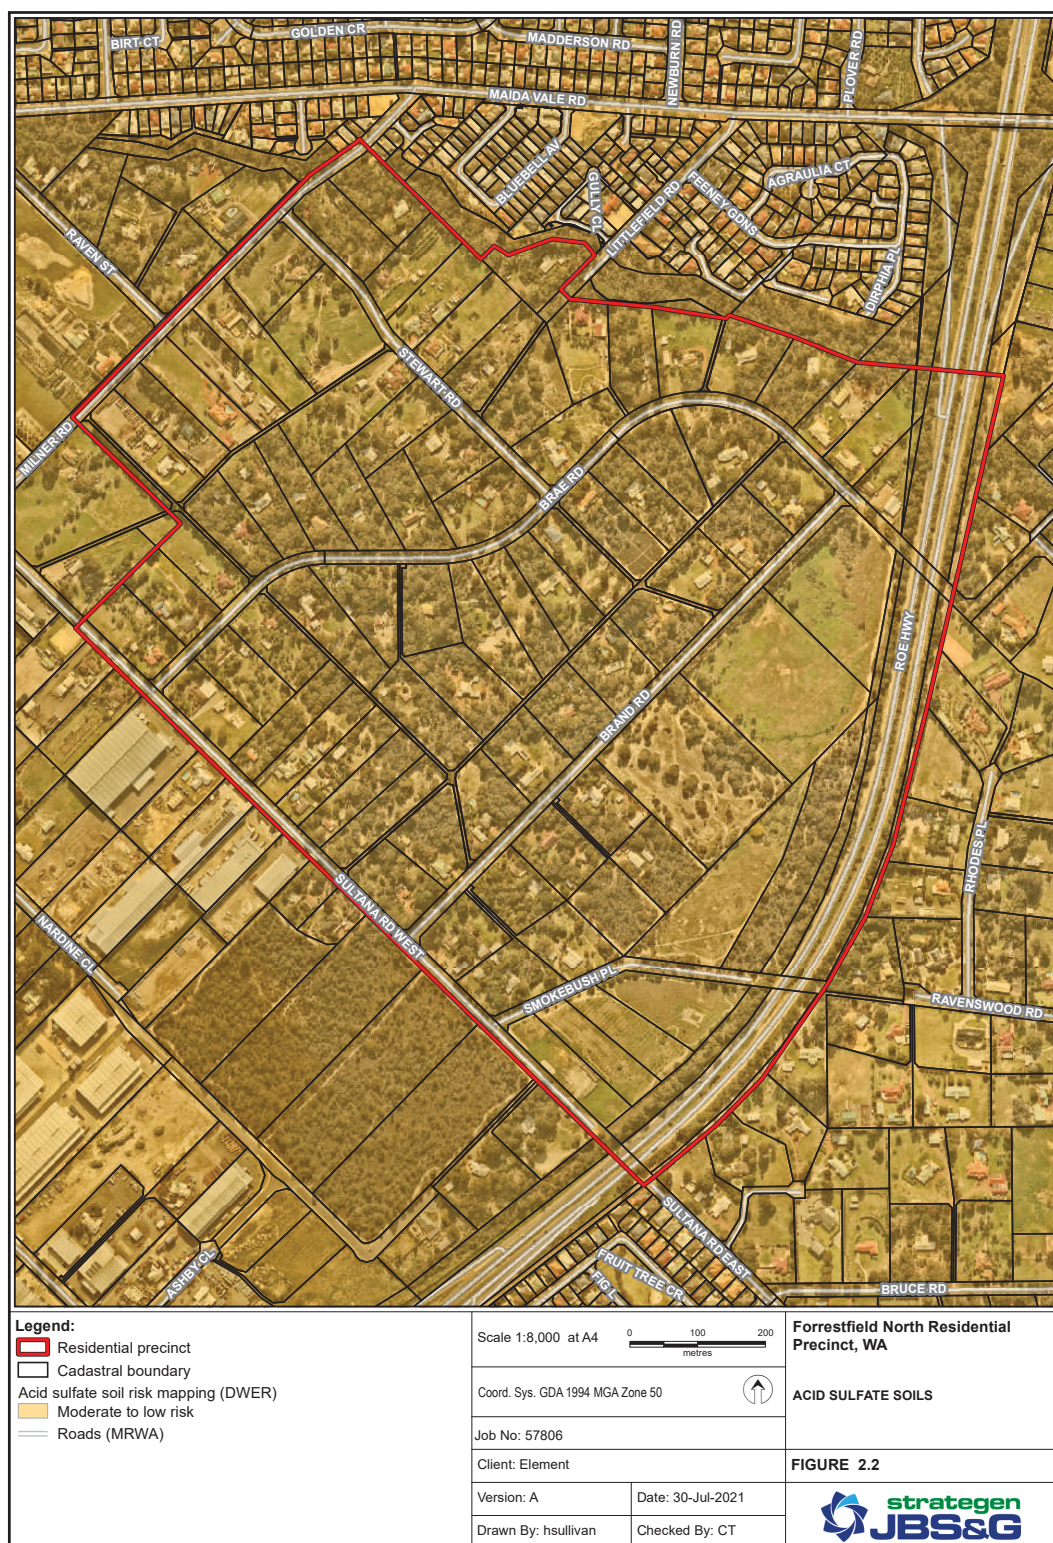 BIRT CT
GOLDEN CR
MADDERSON RD
NEWBURN RD
PLOVER RD
MAIDA VALE RD
BLUEBELL AV
GULLY CL
LITTLEFIELD RD
FEENEY GDNS
AGRAULIA CT
DIRPHIA PL
RAVEN ST
STEWART RD
MILNER RD
BRAE RD
ROE HWY
BRAND RD
RHODES PL
SULTANA RD WEST
NARDINE CL
SMOKEBUSH PL
RAVENSWOOD RD
SULTANA RD EAST
ASHBY CL
FRUIT TREE CR
FIG L
BRUCE RD
Legend:
Residential precinct
Cadastral boundary
Acid sulfate soil risk mapping (DWER)
Moderate to low risk
Roads (MRWA)
Scale 1:8,000 at A4
0 100 200
metres
Coord. Sys. GDA 1994 MGA Zone 50
Job No: 57806
Client: Element
Version: A
Date: 30-Jul-2021
Drawn By: hsullivan
Checked By: CT
Forrestfield North Residential
Precinct, WA
ACID SULFATE SOILS
FIGURE 2.2
strategen
JBS&G